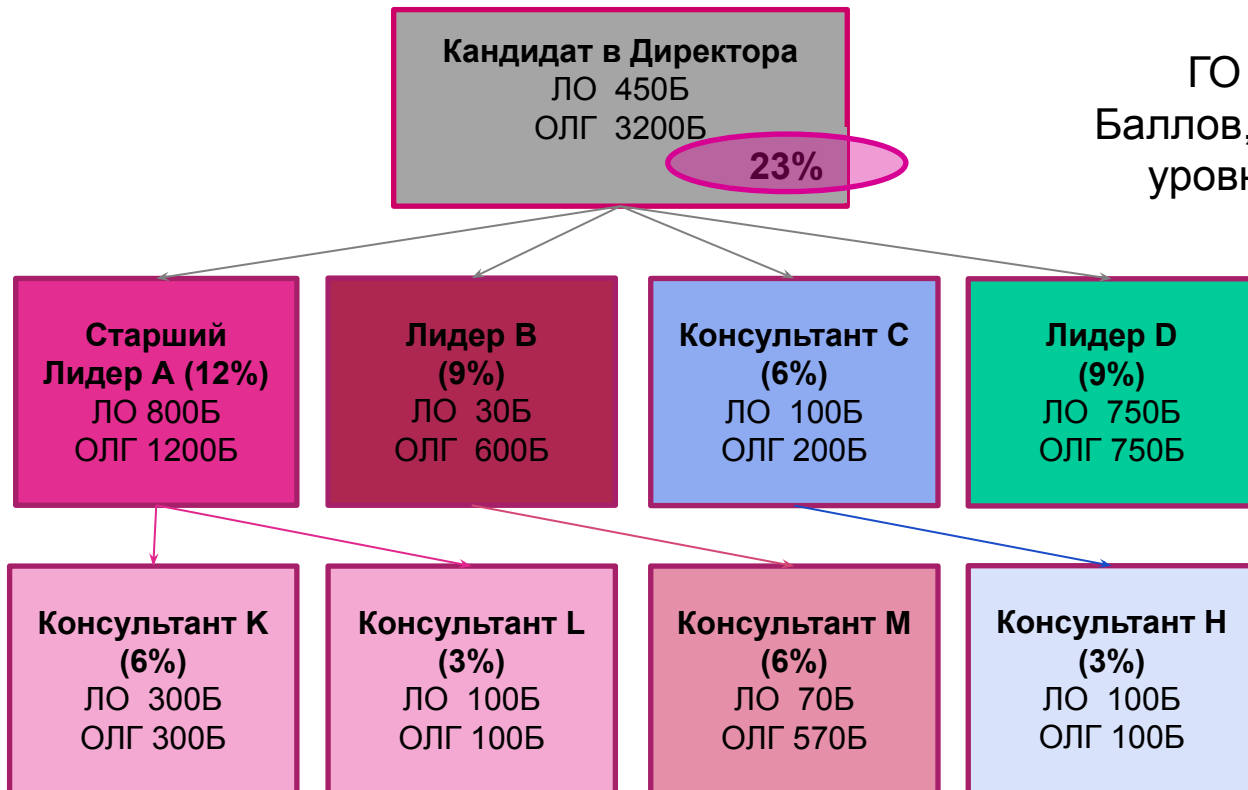 Кандидат в Директора
ЛО 450Б
ОЛГ 3200Б
23%
ГО
Баллов,
уровн
Старший
Лидер А (12%)
ЛО 800Б
ОЛГ 1200Б
Лидер В
(9%)
ЛО 30Б
ОЛГ 600Б
Консультант С
(6%)
ЛО 100Б
ОЛГ 200Б
Лидер D
(9%)
ЛО 750Б
ОЛГ 750Б
Консультант K
(6%)
ЛО 300Б
ОЛГ 300Б
Консультант L
(3%)
ЛО 100Б
ОЛГ 100Б
Консультант М
(6%)
ЛО 70Б
ОЛГ 570Б
Консультант Н
(3%)
ЛО 100Б
ОЛГ 100Б